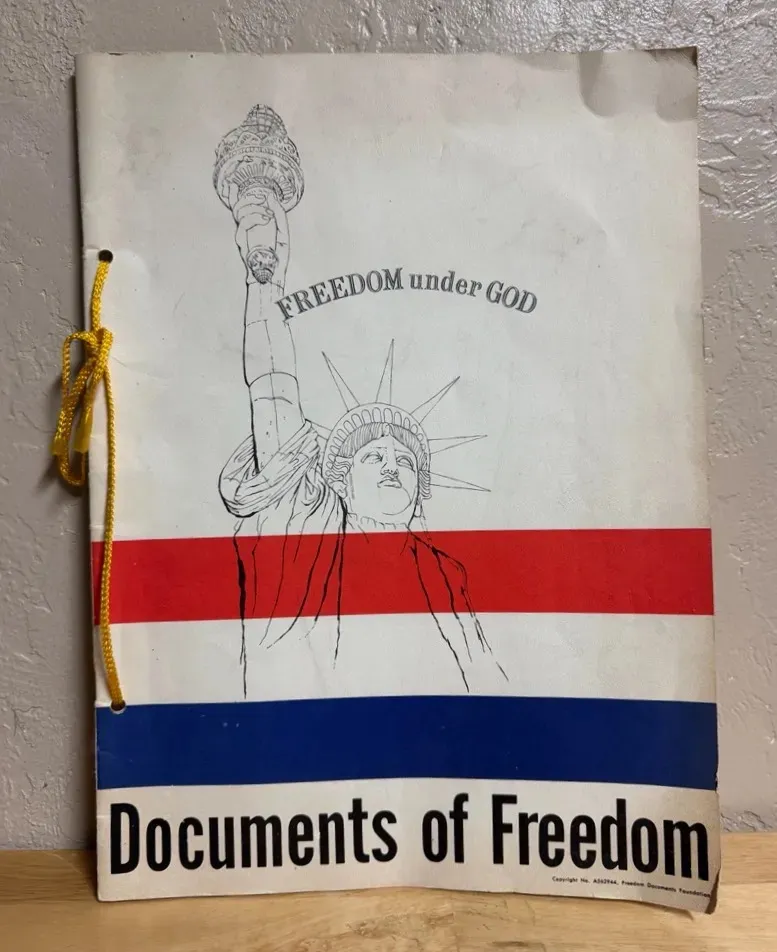 FREEDOM under GOD
Documents of Freedom
Copyright No. A562944, Freedom Documents Foundation